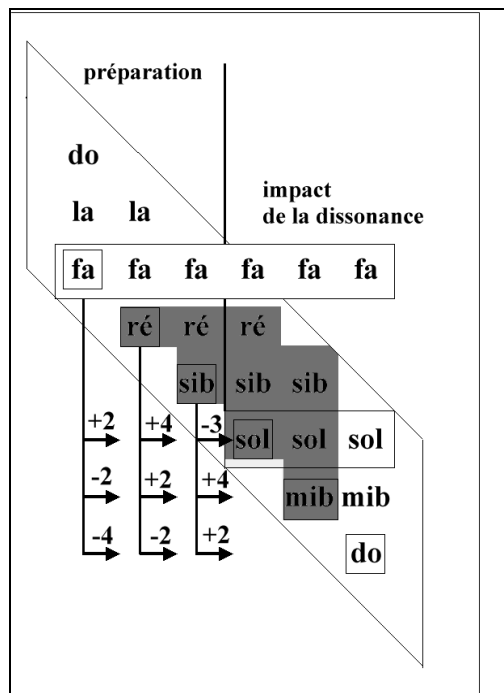 préparation
do
impact
la la
de la dissonance
fa fa fa fa fa fa
ré ré ré
sib sib sib
+2 +4 -3
sol sol sol
-2 +2 +4
mib mib
-4 -2 +2
do